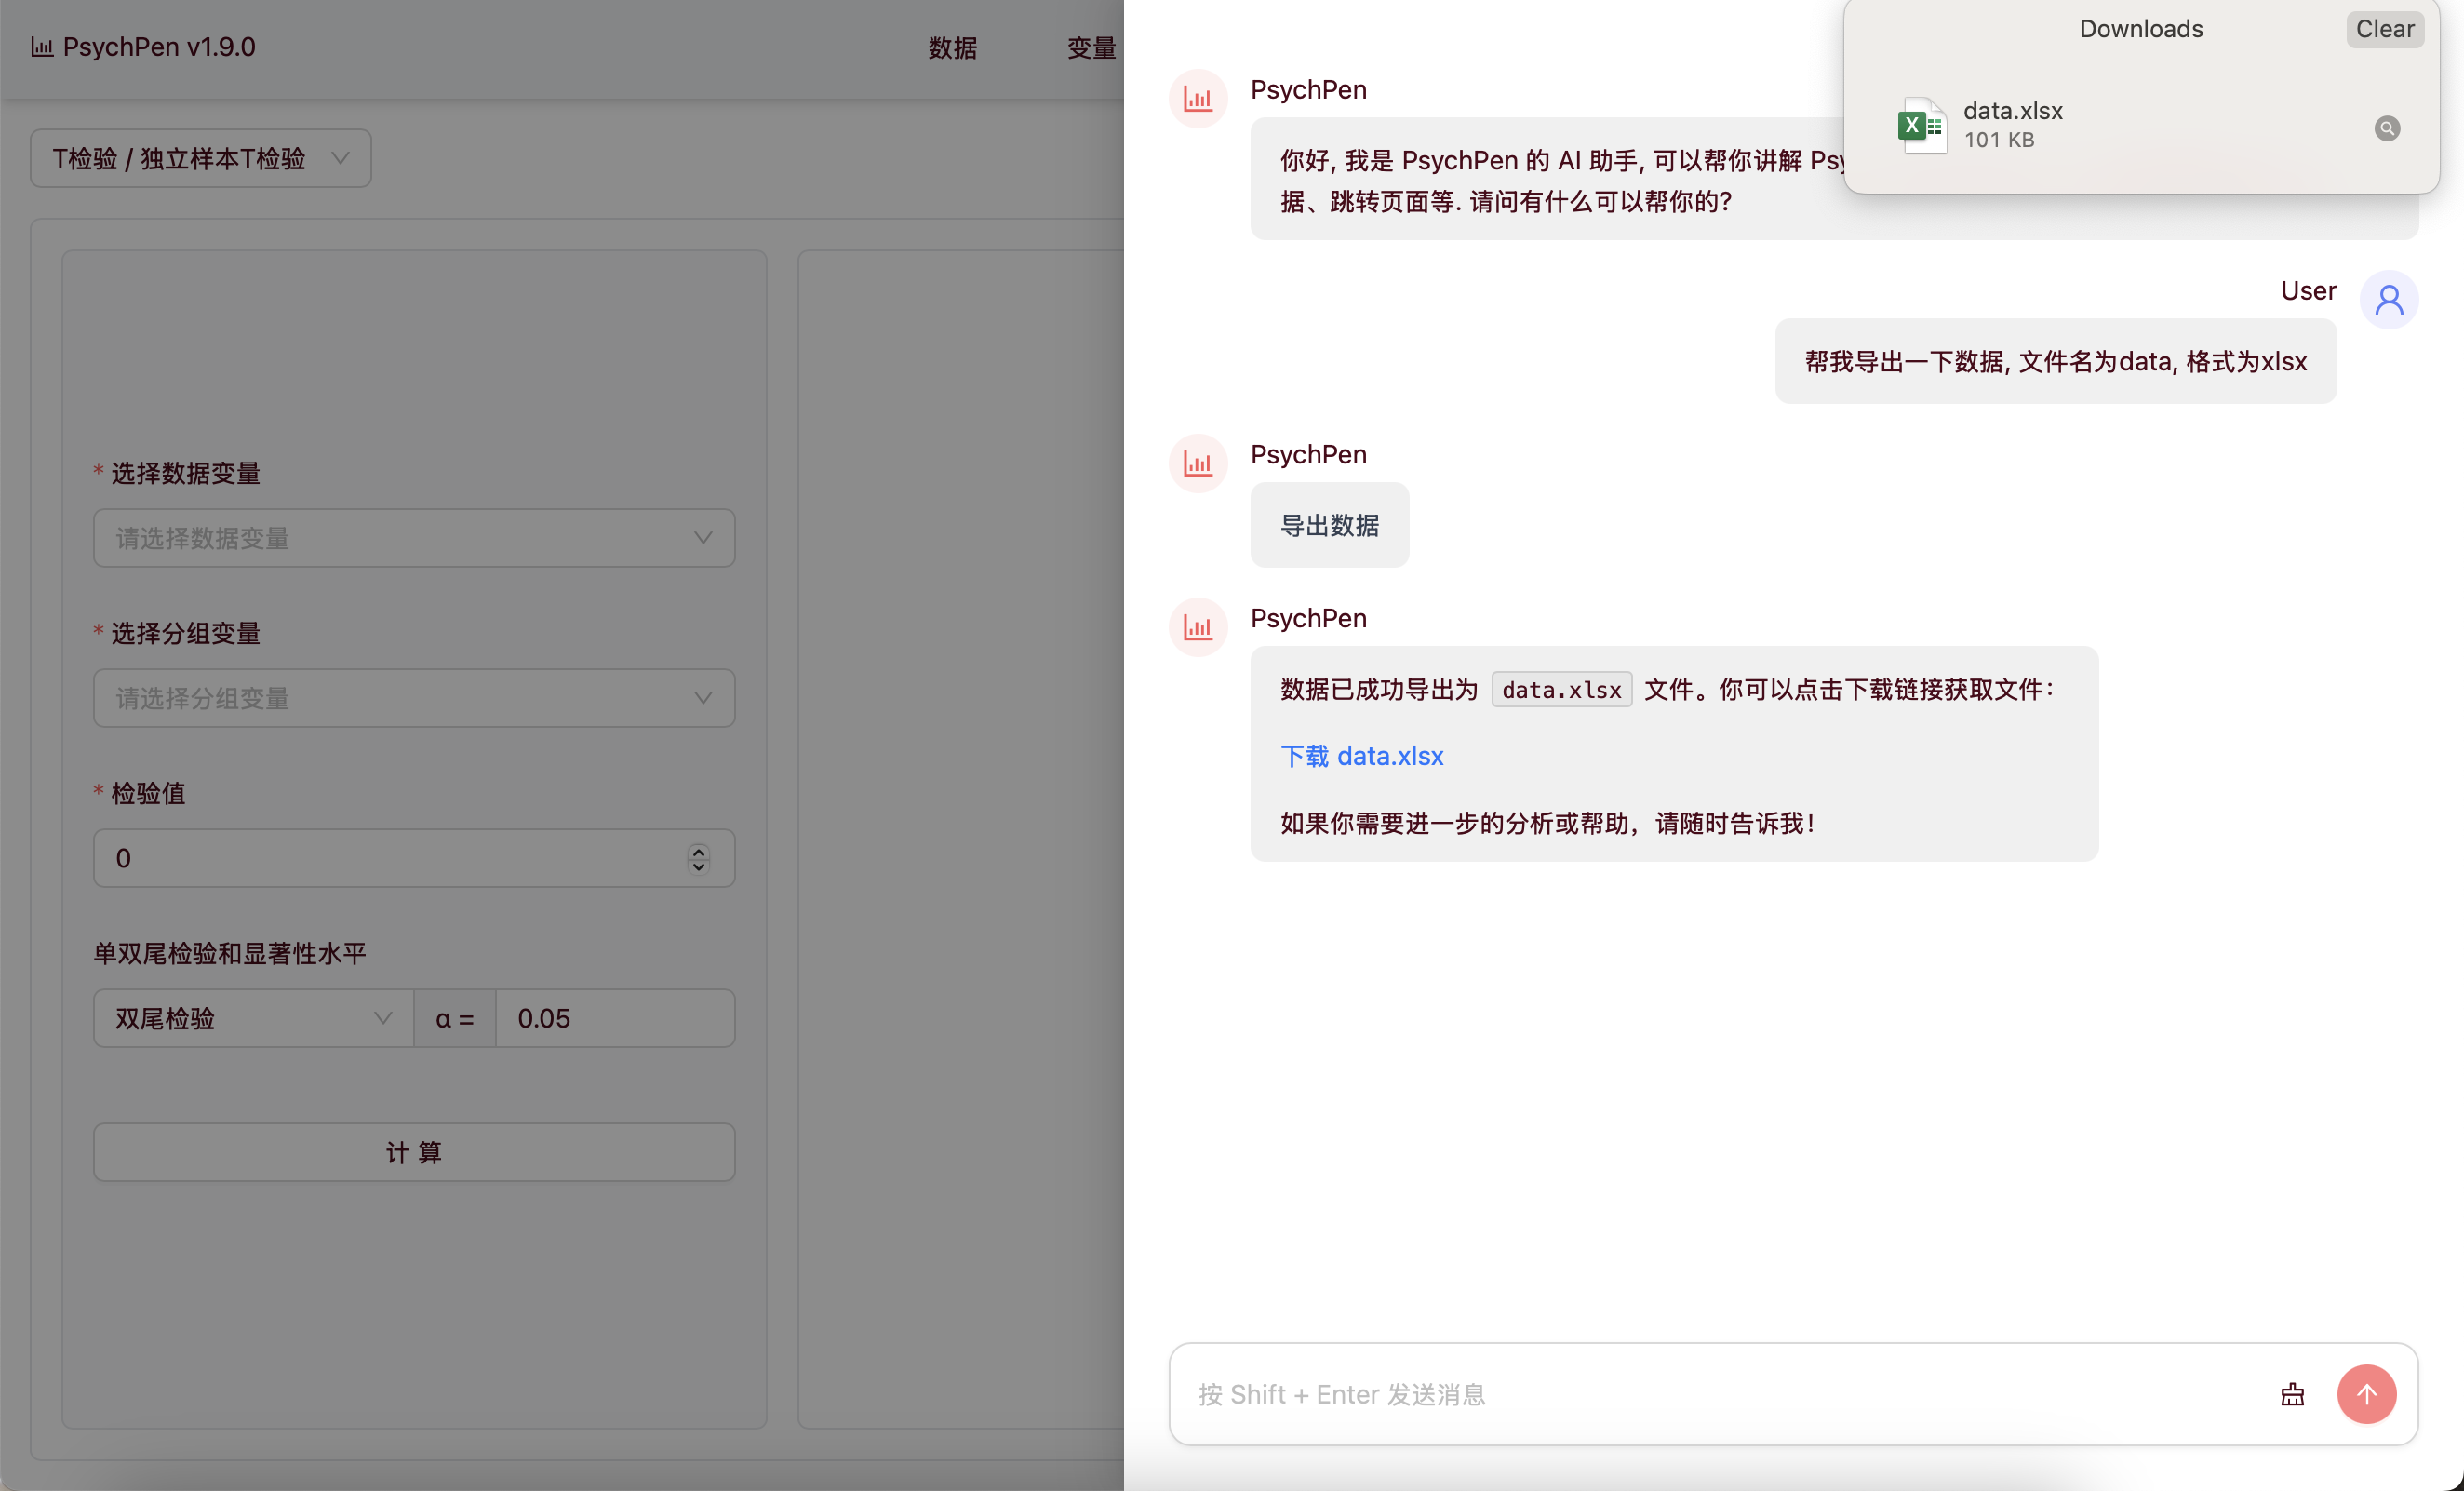 PsychPen v1.9.0
数据
变量
T检验 / 独立样本T检验
* 选择数据变量
请选择数据变量
* 选择分组变量
请选择分组变量
* 检验值
0
单双尾检验和显著性水平
双尾检验
α =
0.05
计 算
Downloads
Clear
data.xlsx
101 KB
PsychPen
你好, 我是 PsychPen 的 AI 助手, 可以帮你讲解
据、跳转页面等. 请问有什么可以帮你的?
User
帮我导出一下数据, 文件名为data, 格式为xlsx
PsychPen
导出数据
PsychPen
数据已成功导出为 data.xlsx 文件。你可以点击下载链接获取文件：
下载 data.xlsx
如果你需要进一步的分析或帮助，请随时告诉我！
按 Shift + Enter 发送消息